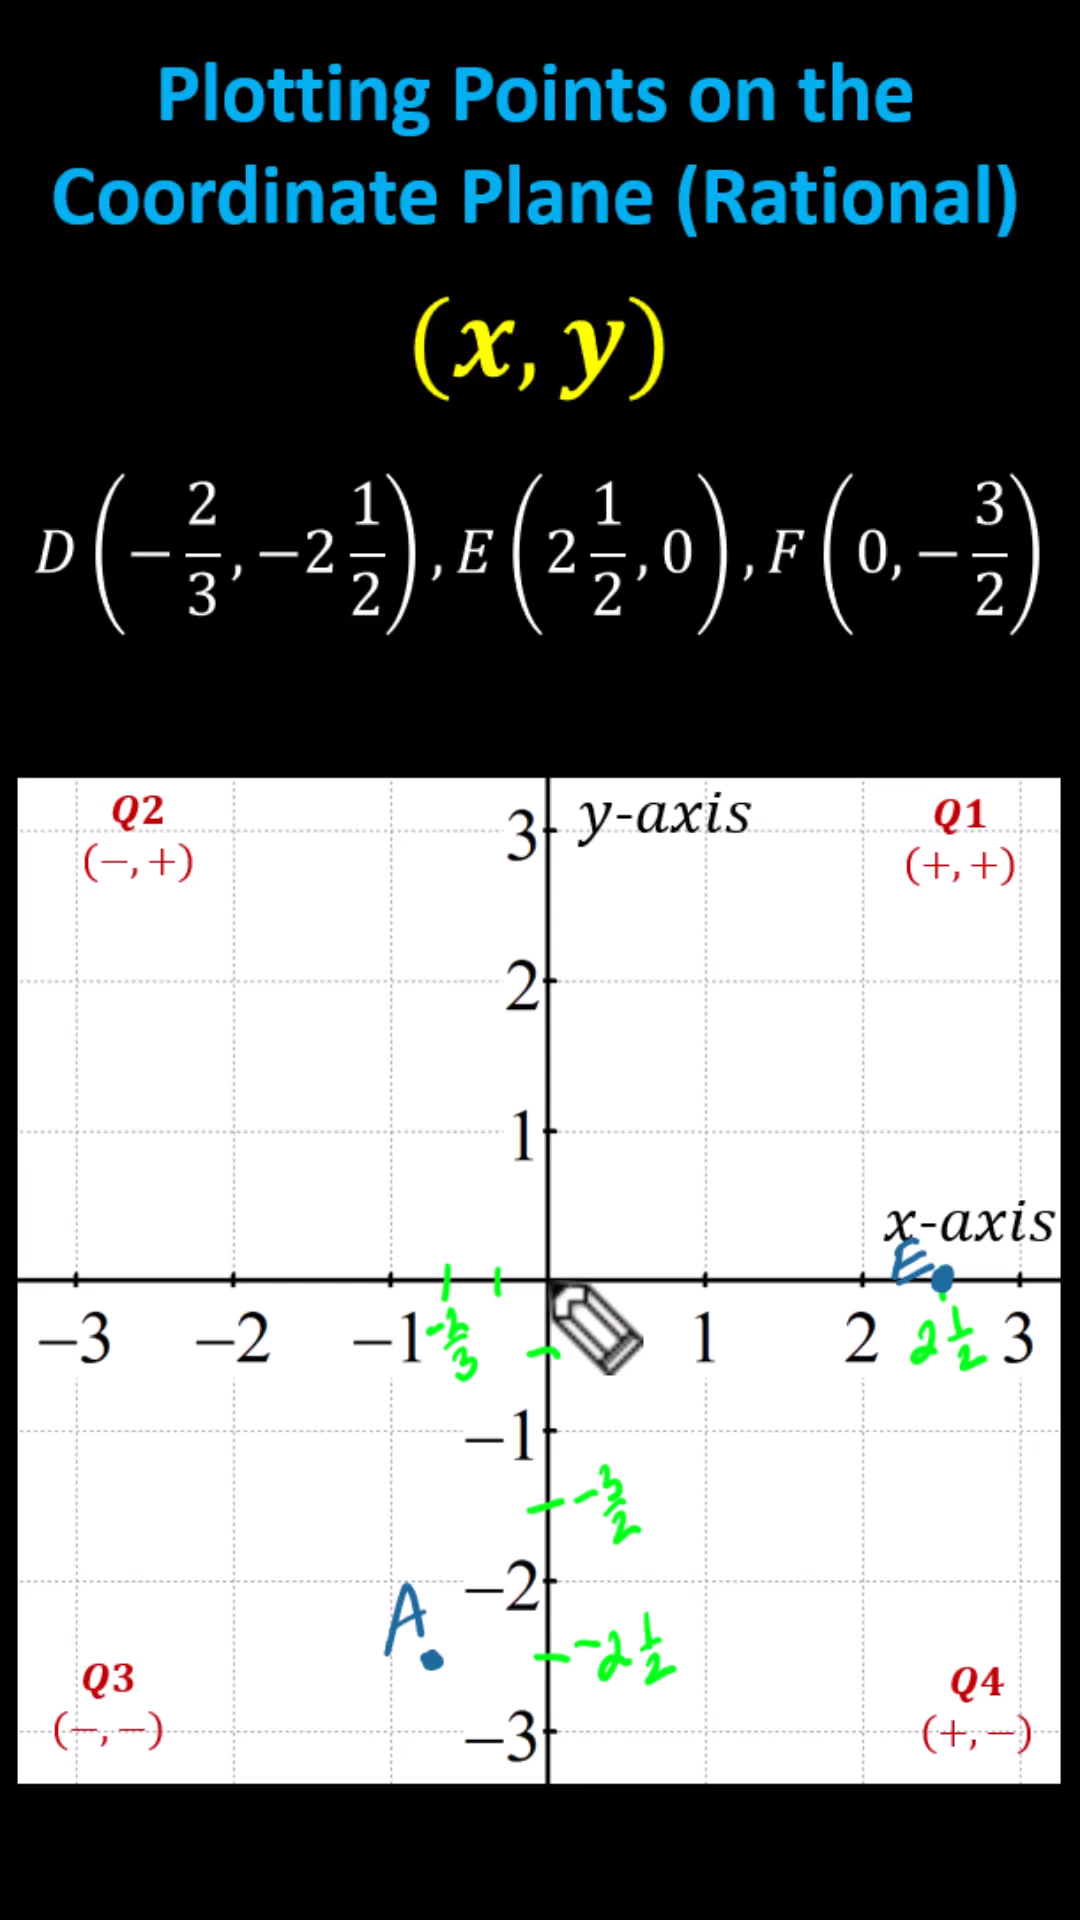 Plotting Points on the
Coordinate Plane (Rational)
(x, y)
D(-2/3, -2 1/2), E(2 1/2, 0), F(0, -3/2)
Q2
y-axis
Q1
(−, +)
3
(+, +)
2
1
x-axis
E
−3 −2 −1 -2/3 1 2 2 1/2 3
−1
-3/2
−2
A
-2 1/2
Q3
Q4
(−, −)
−3
(+, −)